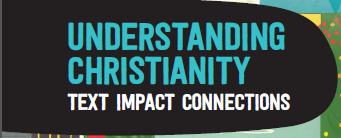 UNDERSTANDING
CHRISTIANITY
TEXT IMPACT CONNECTIONS